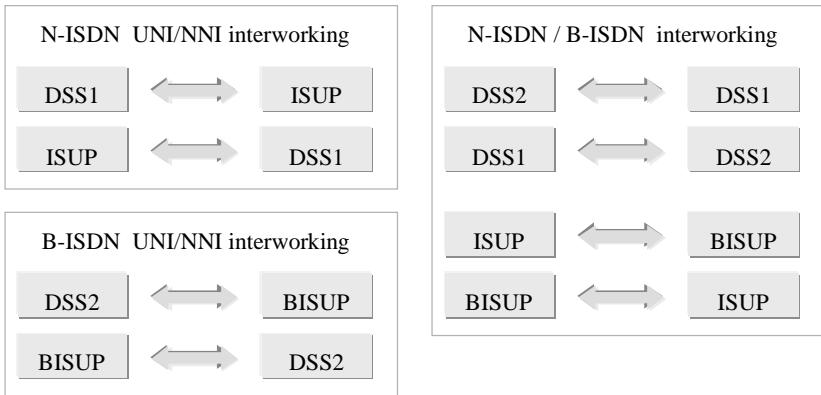 N-ISDN UNI/NNI interworking
DSS1 ISUP
ISUP DSS1
B-ISDN UNI/NNI interworking
DSS2 BISUP
BISUP DSS2
N-ISDN / B-ISDN interworking
DSS2 DSS1
DSS1 DSS2
ISUP BISUP
BISUP ISUP